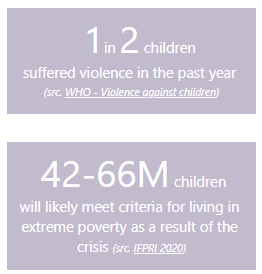 1 in 2 children
suffered violence in the past year
(src. WHO - Violence against children)
42-66M children
will likely meet criteria for living in
extreme poverty as a result of the
crisis (src. IFPRI 2020)